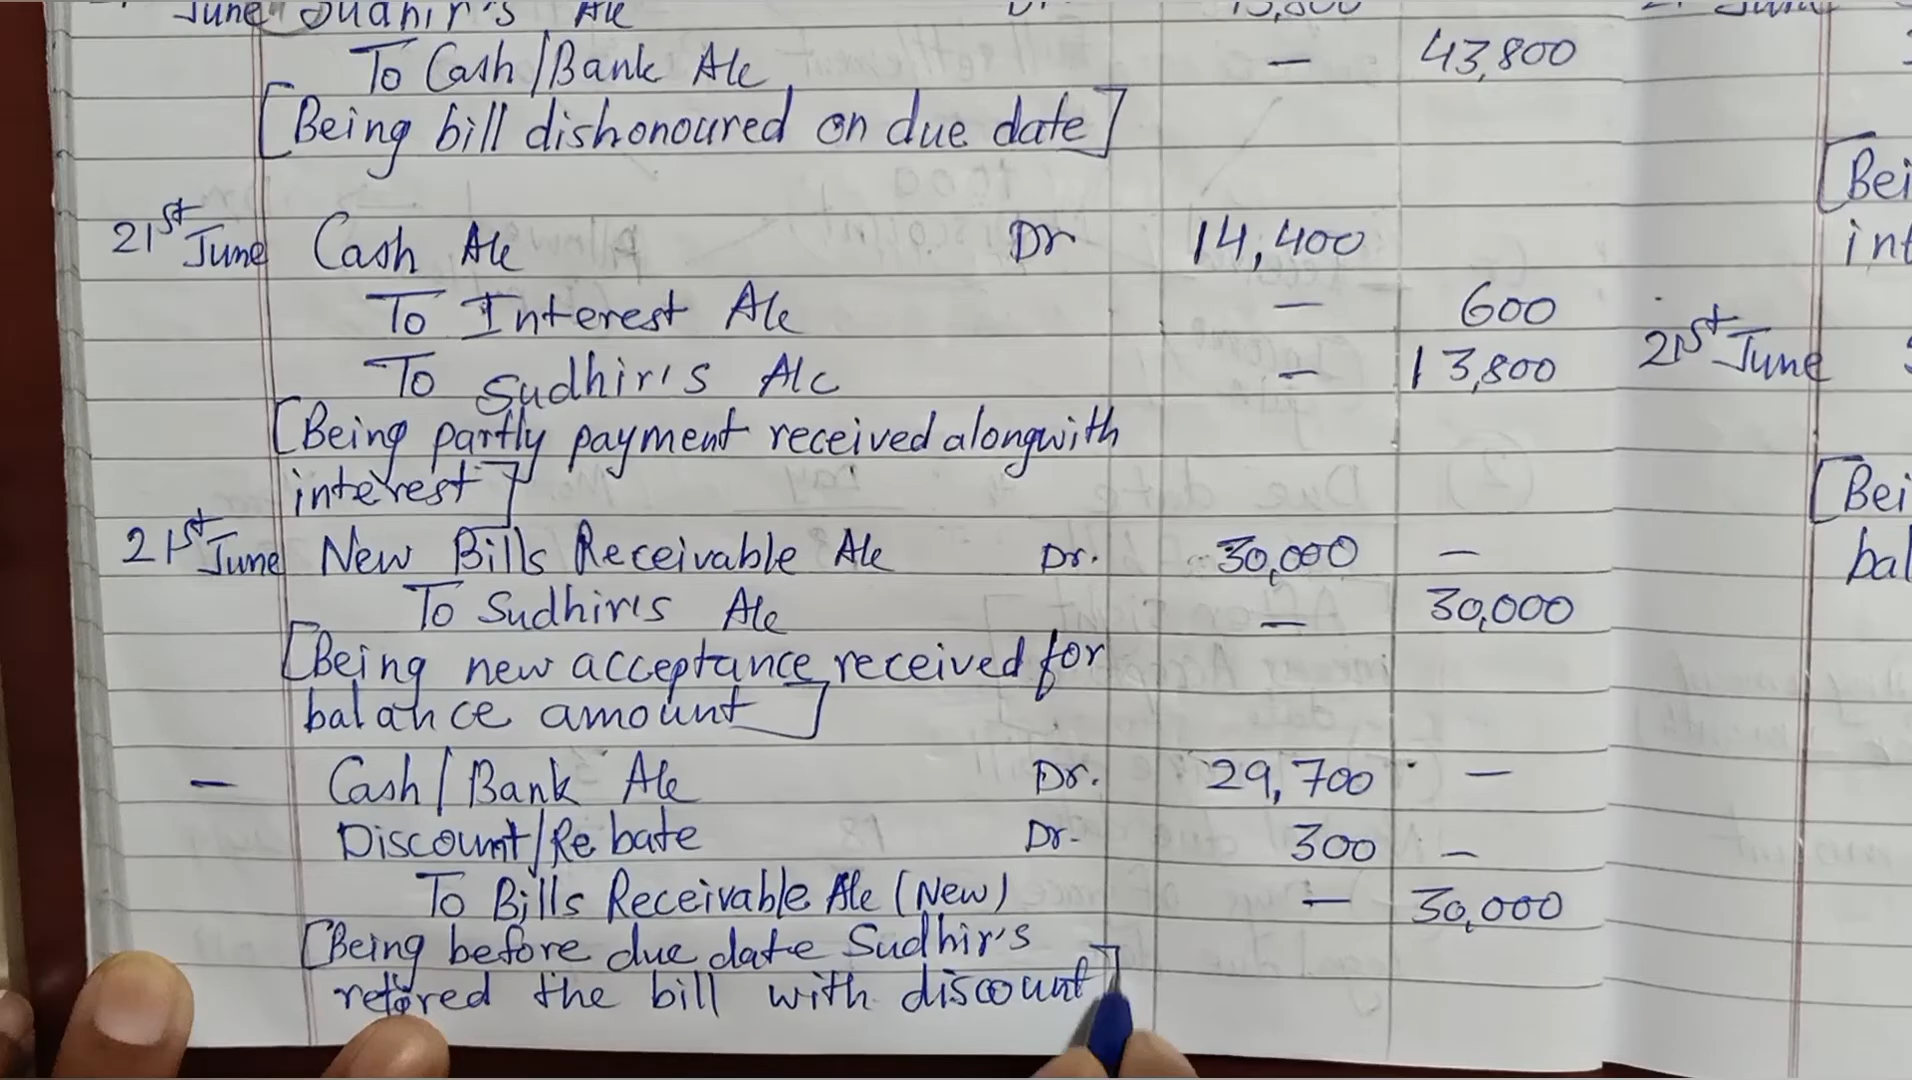 June Sudhir's A/c
To Cash/Bank A/c — 43,800
[Being bill dishonoured on due date]
21st June Cash A/c Dr 14,400
To Interest A/c — 600
To Sudhir's A/c — 13,800
[Being partly payment received alongwith
interest]
21st June New Bills Receivable A/c Dr. 30,000 —
To Sudhir's A/c — 30,000
[Being new acceptance received for
balance amount]
— Cash/Bank A/c Dr. 29,700 —
Discount/Rebate Dr. 300 —
To Bills Receivable A/c (New) — 30,000
[Being before due date Sudhir's
retired the bill with discount]
[Bei
int
21st June
[Bei
bal